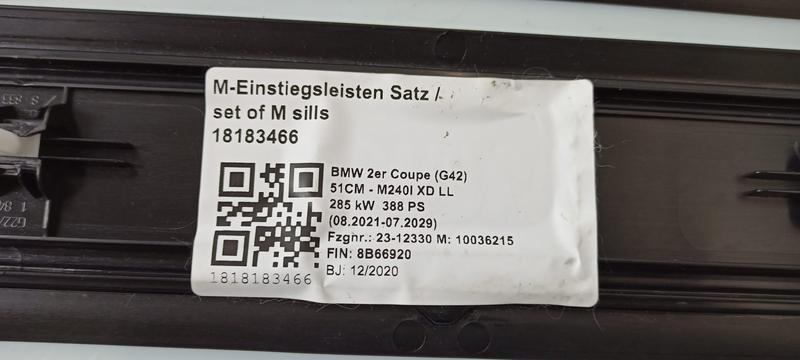 M-Einstiegsleisten Satz /
set of M sills
18183466
BMW 2er Coupe (G42)
51CM - M240I XD LL
285 kW 388 PS
(08.2021-07.2029)
Fzgnr.: 23-12330 M: 10036215
FIN: 8B66920
BJ: 12/2020
1818183466